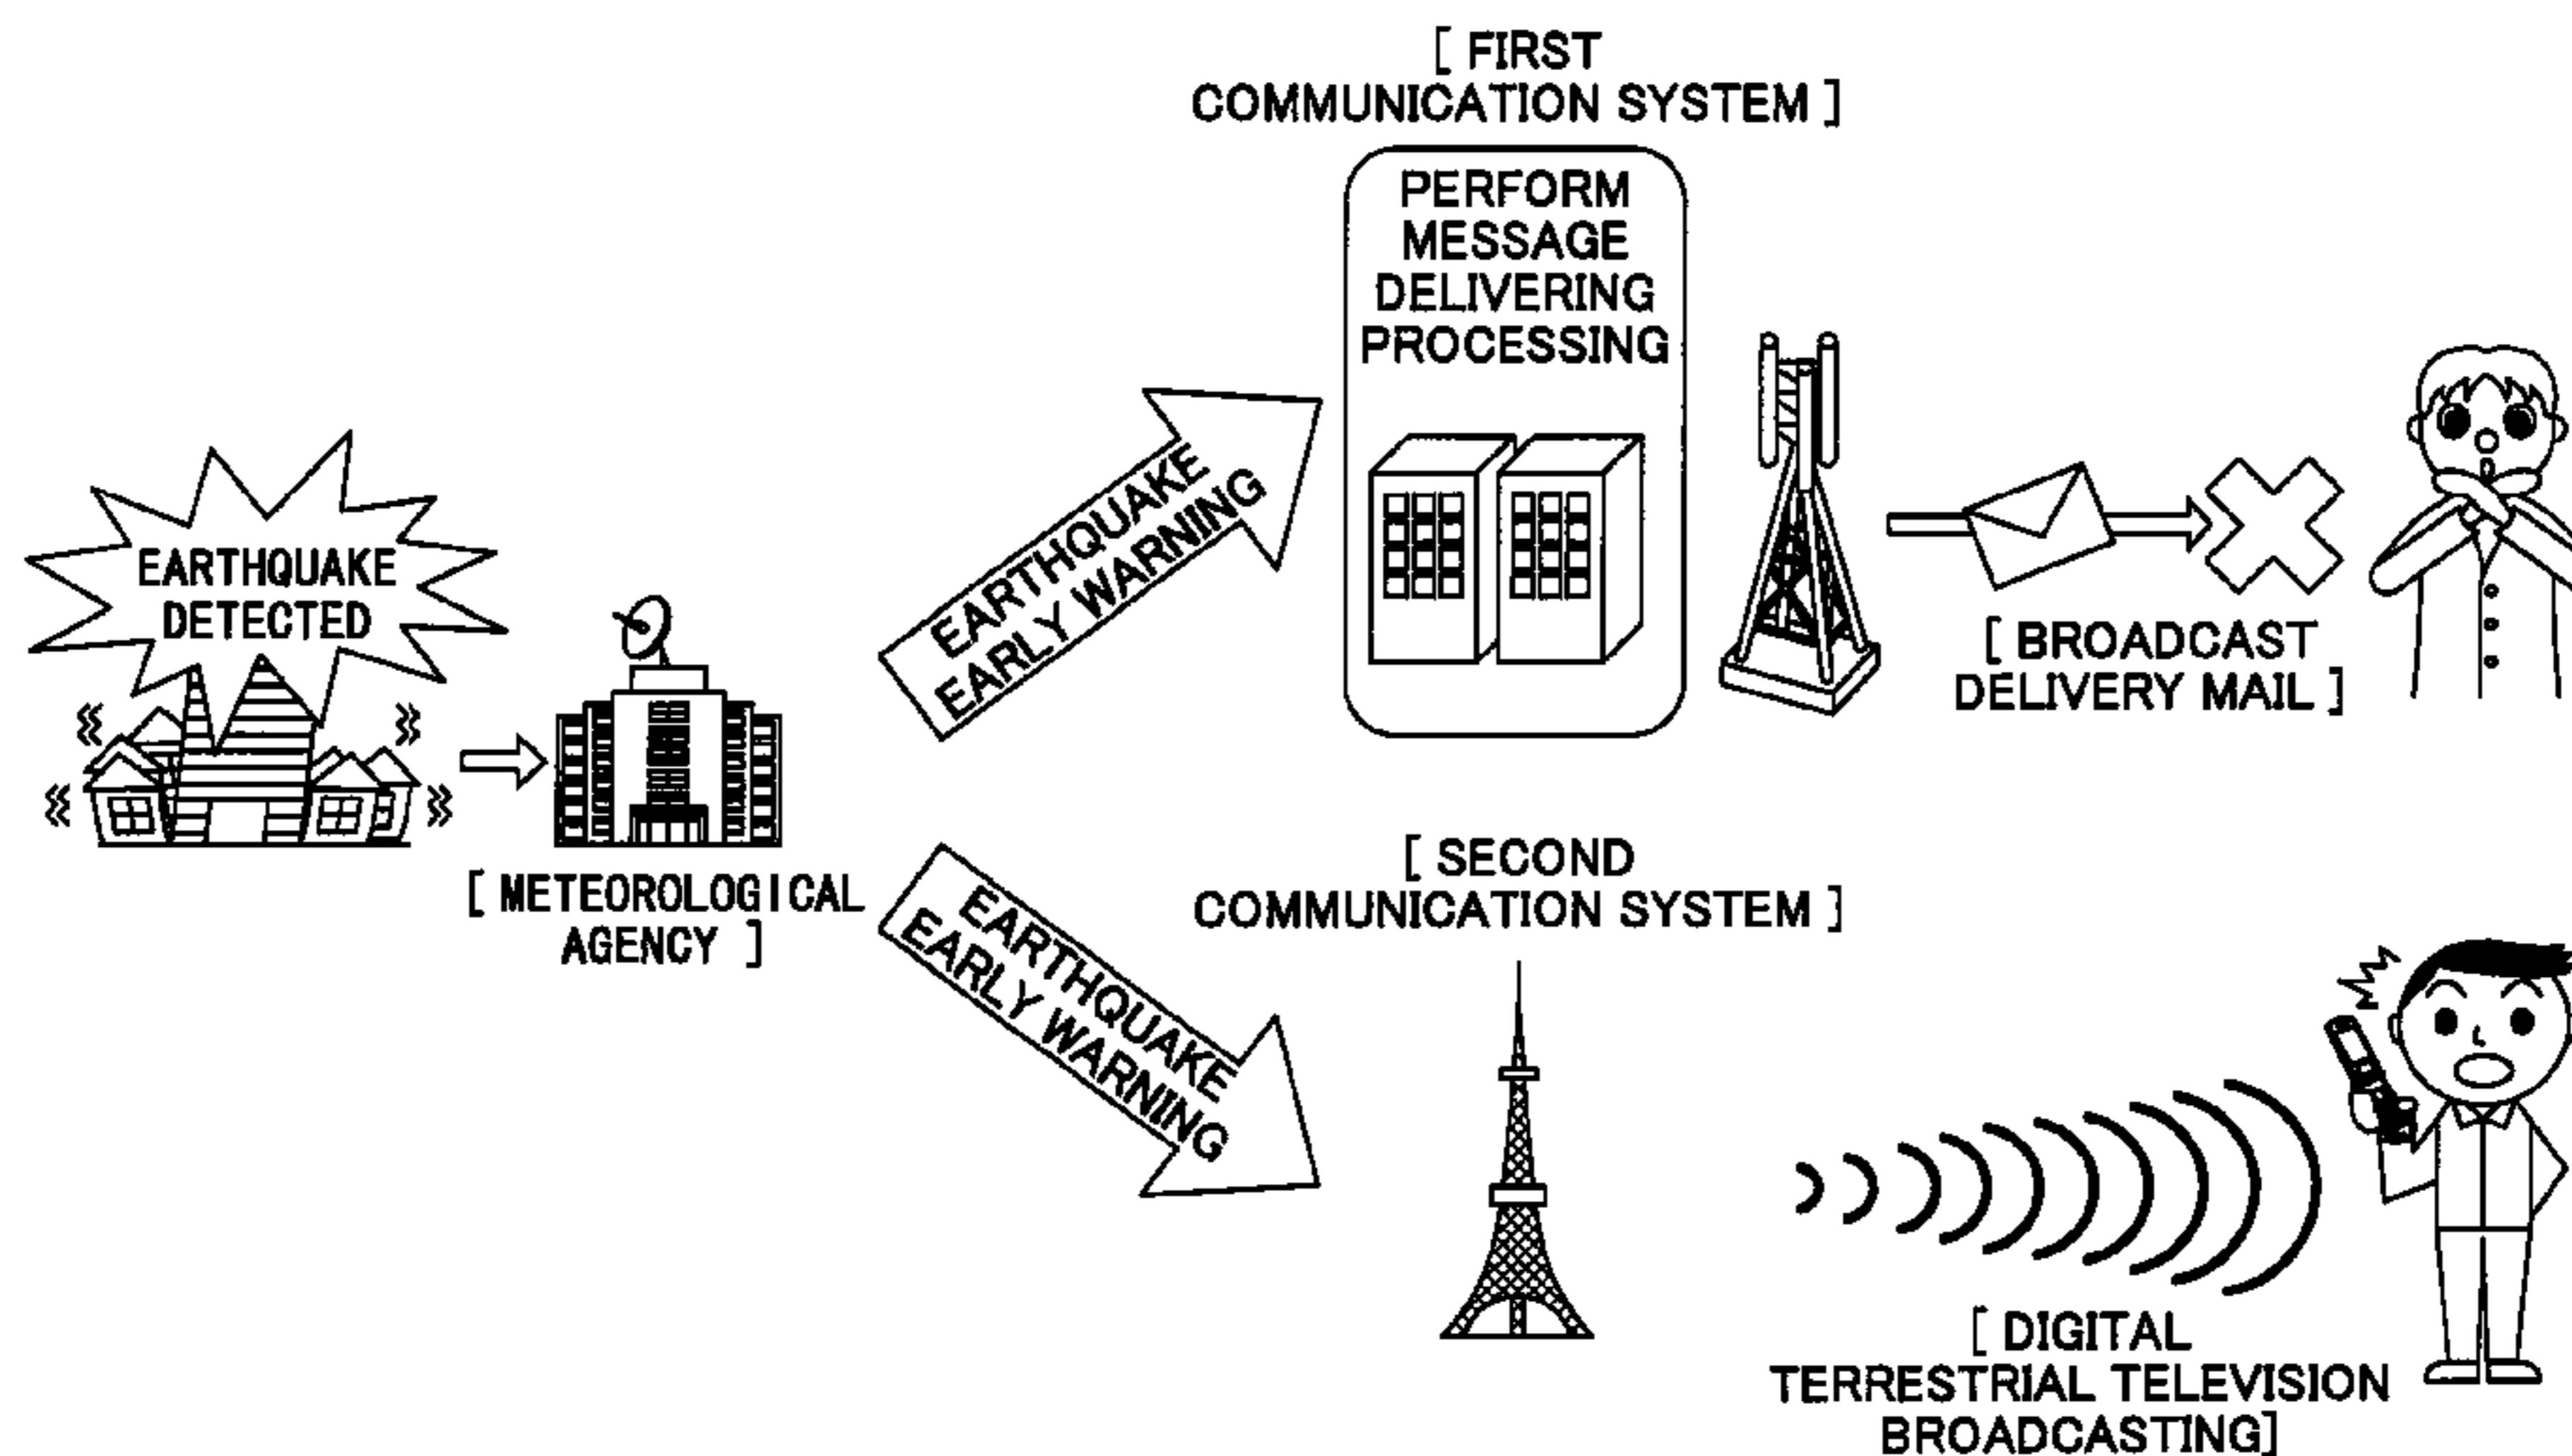 [ FIRST
COMMUNICATION SYSTEM ]
PERFORM
MESSAGE
DELIVERING
PROCESSING
EARTHQUAKE
DETECTED
EARTHQUAKE
EARLY WARNING
[ BROADCAST
DELIVERY MAIL ]
[ METEOROLOGICAL
AGENCY ]
[ SECOND
COMMUNICATION SYSTEM ]
EARTHQUAKE
EARLY WARNING
[ DIGITAL
TERRESTRIAL TELEVISION
BROADCASTING]